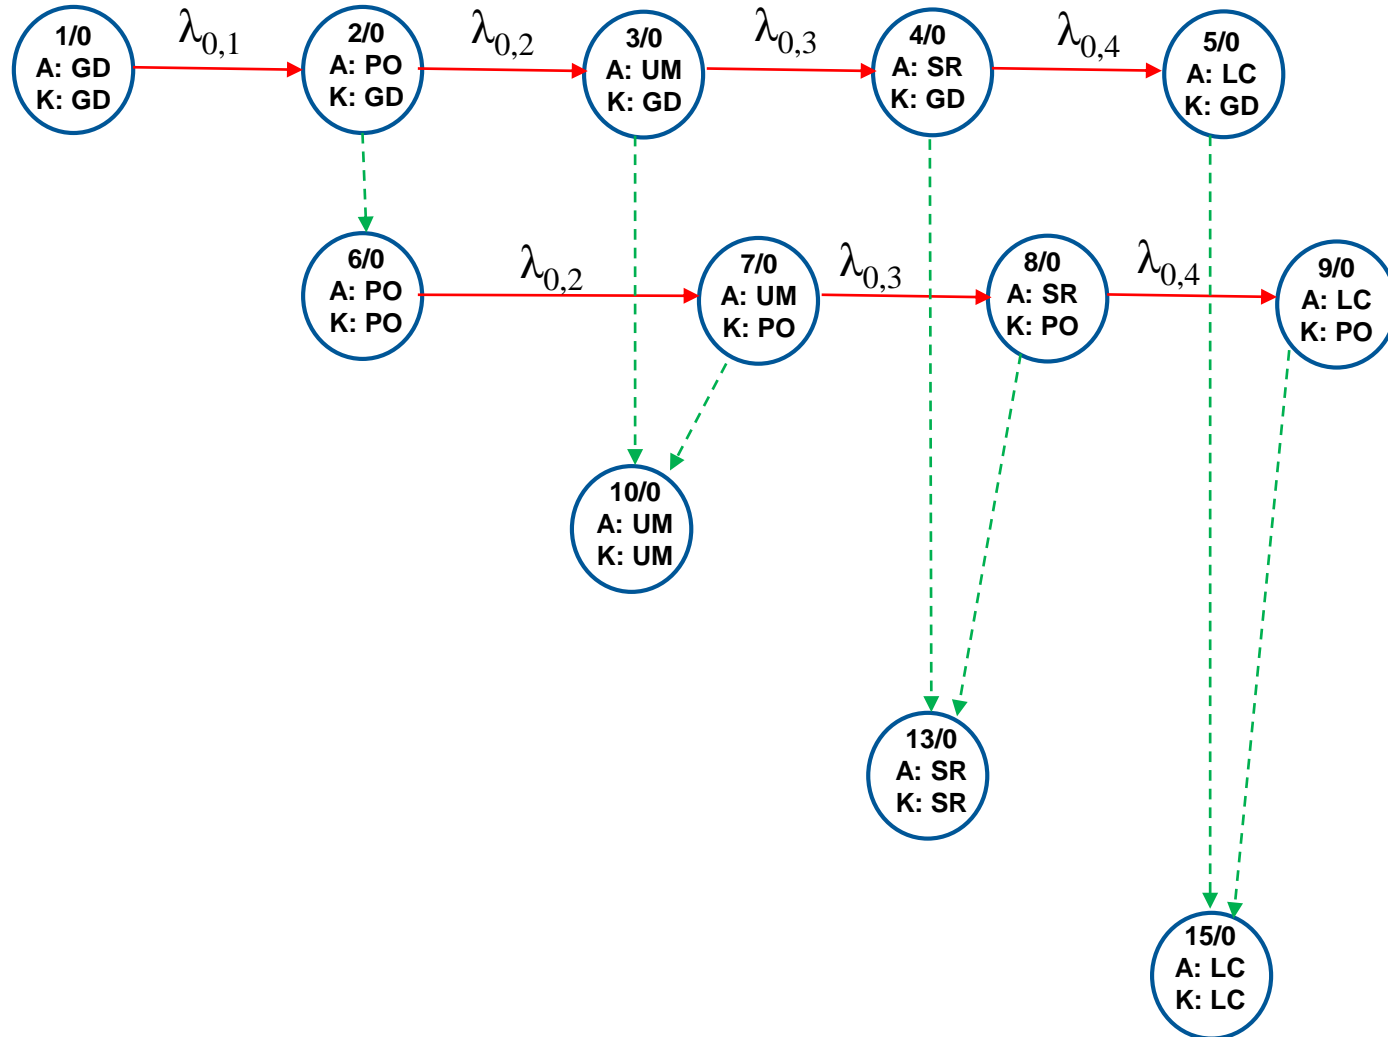 1/0
A: GD
K: GD
λ0,1
2/0
A: PO
K: GD
λ0,2
3/0
A: UM
K: GD
λ0,3
4/0
A: SR
K: GD
λ0,4
5/0
A: LC
K: GD
6/0
A: PO
K: PO
λ0,2
7/0
A: UM
K: PO
λ0,3
8/0
A: SR
K: PO
λ0,4
9/0
A: LC
K: PO
10/0
A: UM
K: UM
13/0
A: SR
K: SR
15/0
A: LC
K: LC